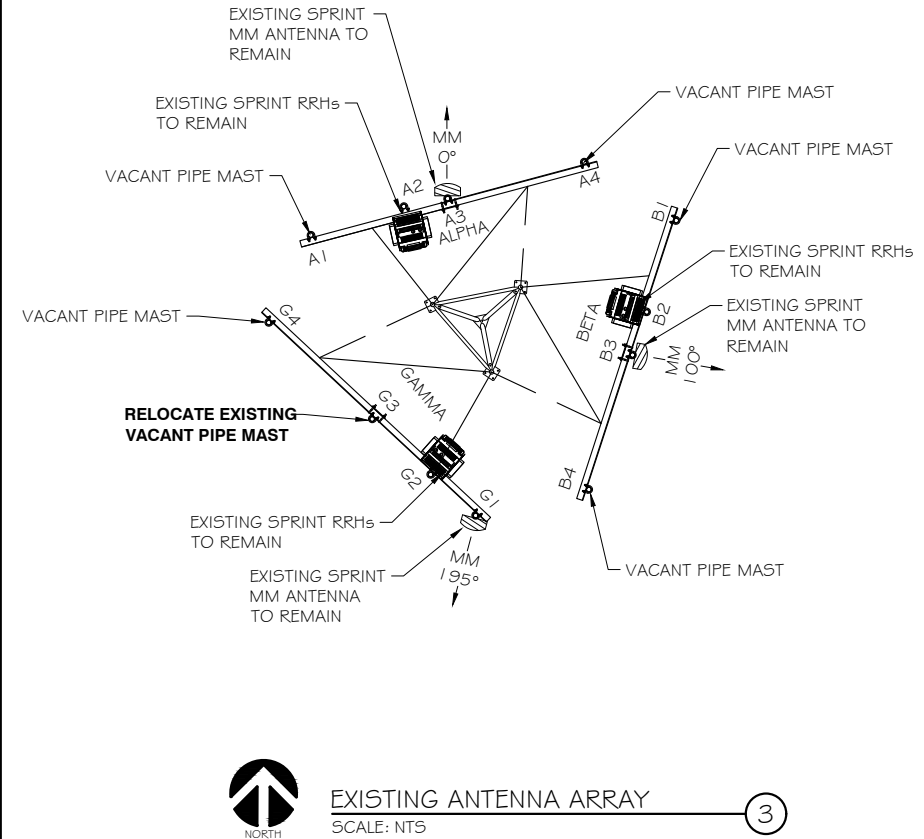 EXISTING SPRINT
MM ANTENNA TO
REMAIN
EXISTING SPRINT RRHs
TO REMAIN
VACANT PIPE MAST
MM
0°
VACANT PIPE MAST
VACANT PIPE MAST
A1
A2
A3
A4
ALPHA
B1
EXISTING SPRINT RRHs
TO REMAIN
B2
BETA
B3
EXISTING SPRINT
MM ANTENNA TO
REMAIN
MM
100°
B4
VACANT PIPE MAST
VACANT PIPE MAST
G4
GAMMA
G3
RELOCATE EXISTING
VACANT PIPE MAST
G2
G1
EXISTING SPRINT RRHs
TO REMAIN
EXISTING SPRINT
MM ANTENNA
TO REMAIN
MM
195°
NORTH
EXISTING ANTENNA ARRAY
SCALE: NTS
3